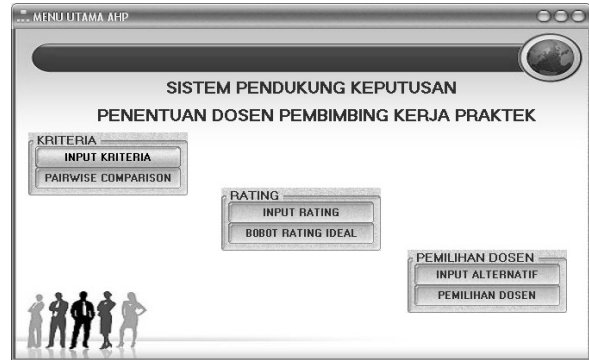 MENU UTAMA AHP
SISTEM PENDUKUNG KEPUTUSAN
PENENTUAN DOSEN PEMBIMBING KERJA PRAKTEK
KRITERIA
INPUT KRITERIA
PAIRWISE COMPARISON
RATING
INPUT RATING
BOBOT RATING IDEAL
PEMILIHAN DOSEN
INPUT ALTERNATIF
PEMILIHAN DOSEN